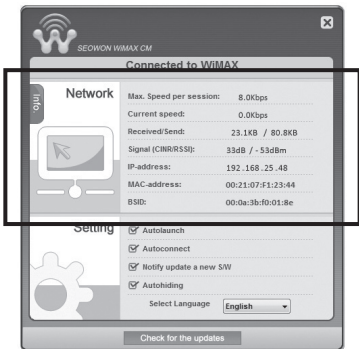 SEOWON WiMAX CM
Connected to WiMAX
Info.
Network
Max. Speed per session: 8.0Kbps
Current speed: 0.0Kbps
Received/Send: 23.1KB / 80.8KB
Signal (CINR/RSSI): 33dB / -53dBm
IP-address: 192.168.25.48
MAC-address: 00:21:07:F1:23:44
BSID: 00:0a:3b:f0:01:8e
Setting
Autolaunch
Autoconnect
Notify update a new S/W
Autohiding
Select Language English
Check for the updates